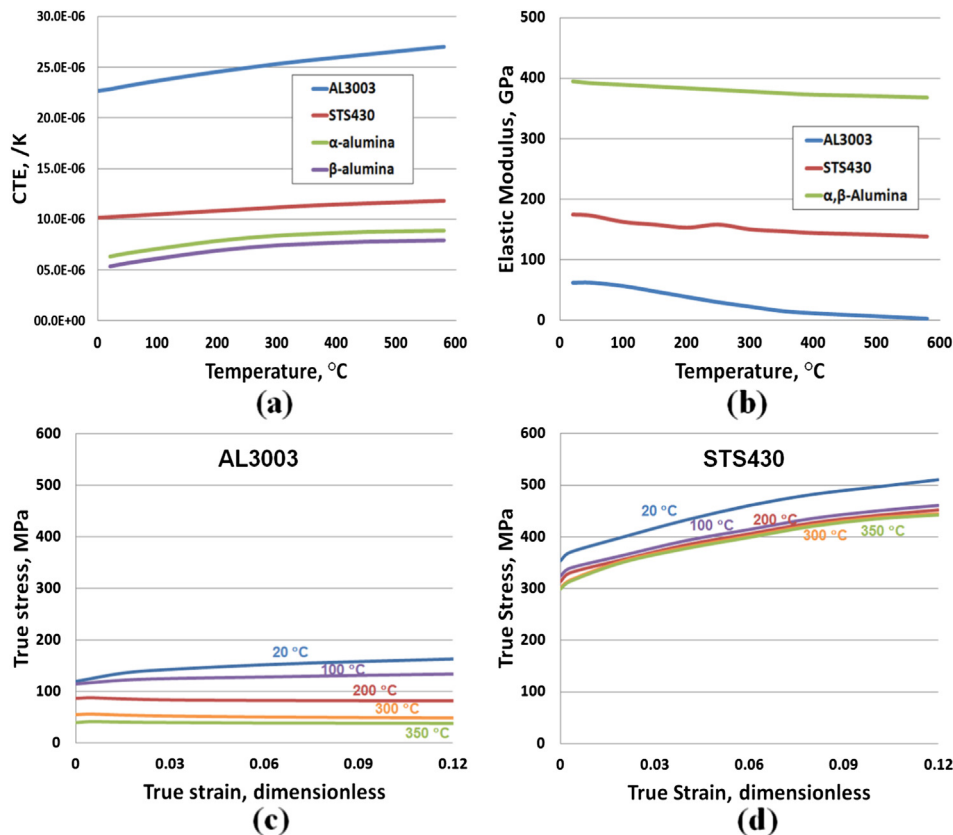 30.0E-06
25.0E-06
20.0E-06
15.0E-06
10.0E-06
05.0E-06
00.0E+00
CTE, /K
AL3003
STS430
α-alumina
β-alumina
0 100 200 300 400 500 600
Temperature, °C
(a)
500
400
300
200
100
0
Elastic Modulus, GPa
AL3003
STS430
α,β-Alumina
0 100 200 300 400 500 600
Temperature, °C
(b)
600
500
400
300
200
100
0
True stress, MPa
AL3003
20 °C
100 °C
200 °C
300 °C
350 °C
0 0.03 0.06 0.09 0.12
True strain, dimensionless
(c)
600
500
400
300
200
100
0
True Stress, MPa
STS430
20 °C
100 °C
200 °C
300 °C
350 °C
0 0.03 0.06 0.09 0.12
True Strain, dimensionless
(d)